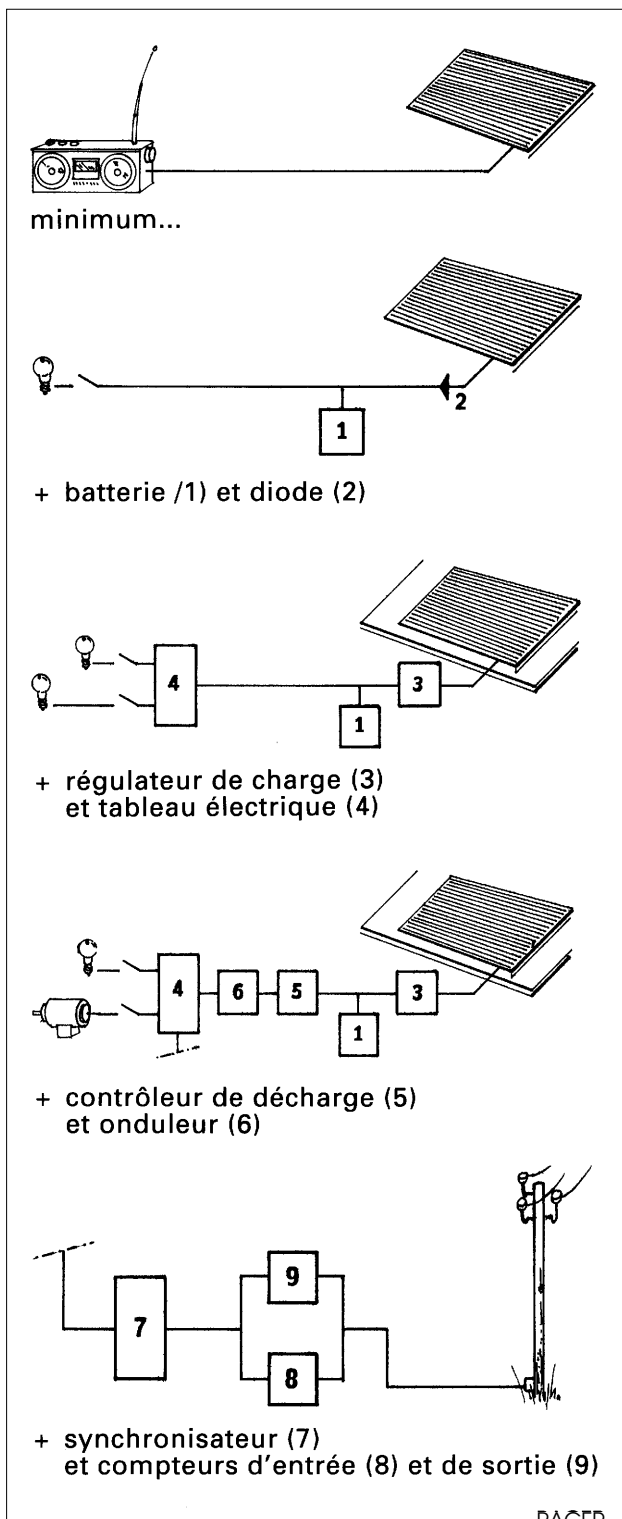 minimum...
2
1
+ batterie /1) et diode (2)
4
3
1
+ régulateur de charge (3)
et tableau électrique (4)
4
6
5
3
1
+ contrôleur de décharge (5)
et onduleur (6)
9
7
8
+ synchronisateur (7)
et compteurs d'entrée (8) et de sortie (9)
PACER